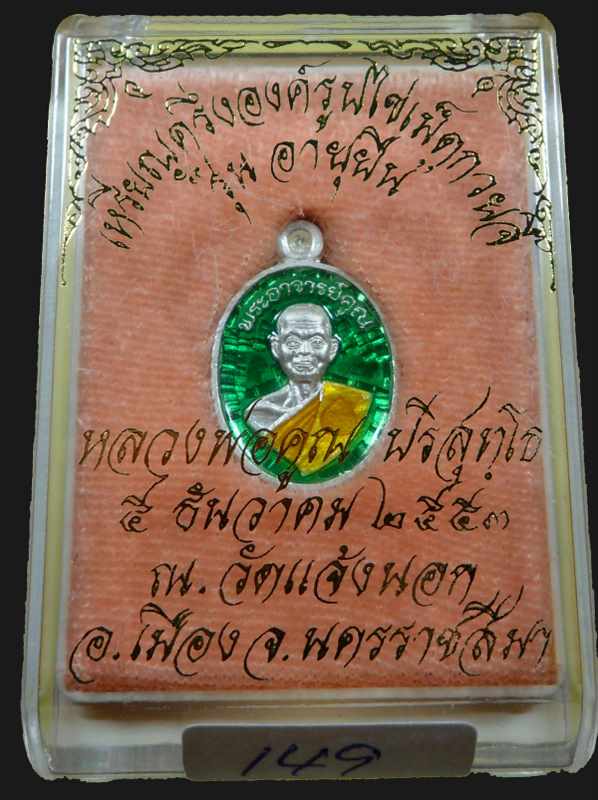 เหรียญครึ่งองค์รูปไข่เม็ดกวยจี๊
รุ่น อายุยืน
พระอาจารย์คูณ
หลวงพ่อคูณ ปริสุทฺโธ
๕ ธันวาคม ๒๕๕๓
ณ. วัดแจ้งนอก
อ.เมือง จ.นครราชสีมา
149